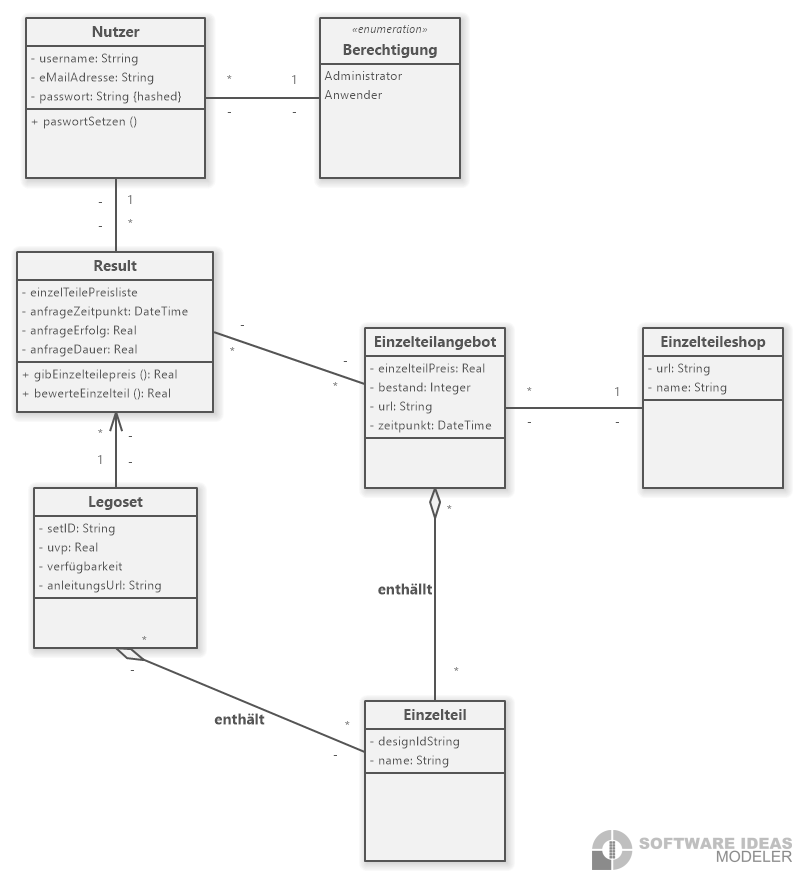 Nutzer
- username: Strring
- eMailAdresse: String
- passwort: String {hashed}
+ paswortSetzen ()
«enumeration»
Berechtigung
Administrator
Anwender
* 1
- -
- 1
- *
Result
- einzelTeilePreisliste
- anfrageZeitpunkt: DateTime
- anfrageErfolg: Real
- anfrageDauer: Real
+ gibEinzelteilepreis (): Real
+ bewerteEinzelteil (): Real
-
*
-
*
Einzelteilangebot
- einzelteilPreis: Real
- bestand: Integer
- url: String
- zeitpunkt: DateTime
* 1
- -
Einzelteileshop
- url: String
- name: String
* -
1 -
Legoset
- setID: String
- uvp: Real
- verfügbarkeit
- anleitungsUrl: String
*
-
enthält
*
-
*
enthällt
*
Einzelteil
- designIdString
- name: String
SOFTWARE IDEAS
MODELER